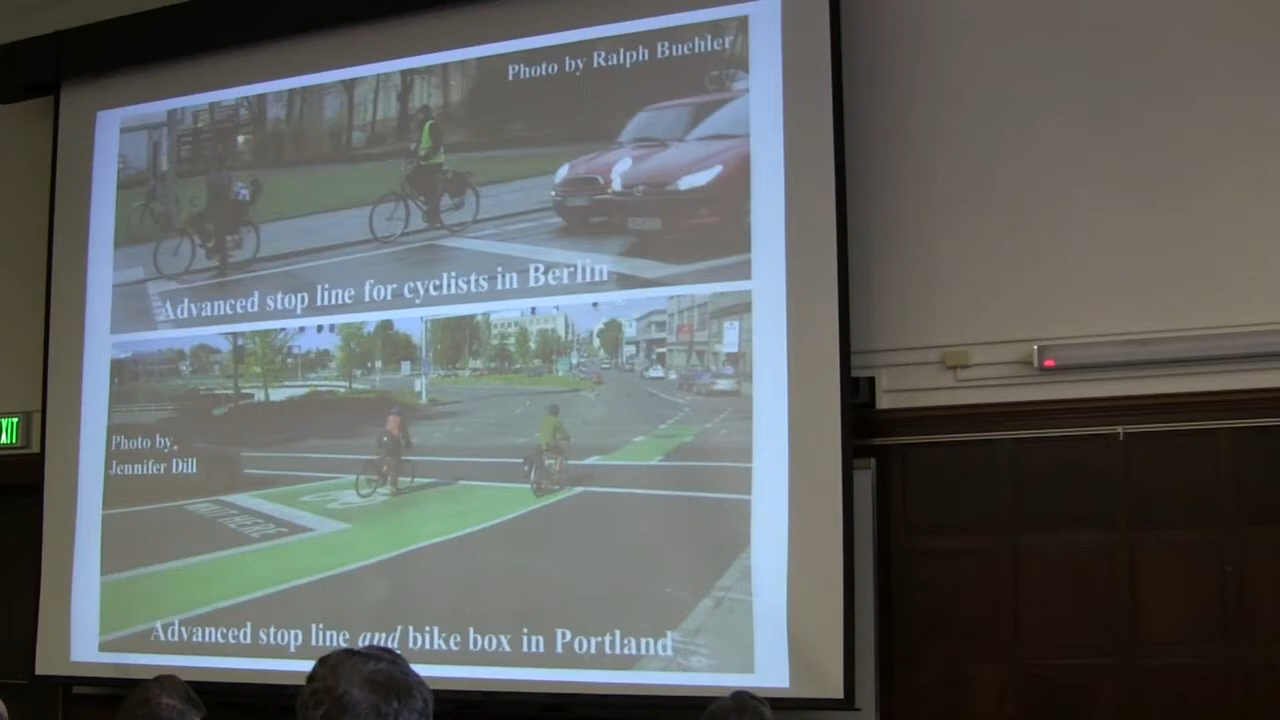 Photo by Ralph Buehler
Advanced stop line for cyclists in Berlin
Photo by
Jennifer Dill
WAIT HERE
Advanced stop line and bike box in Portland
EXIT